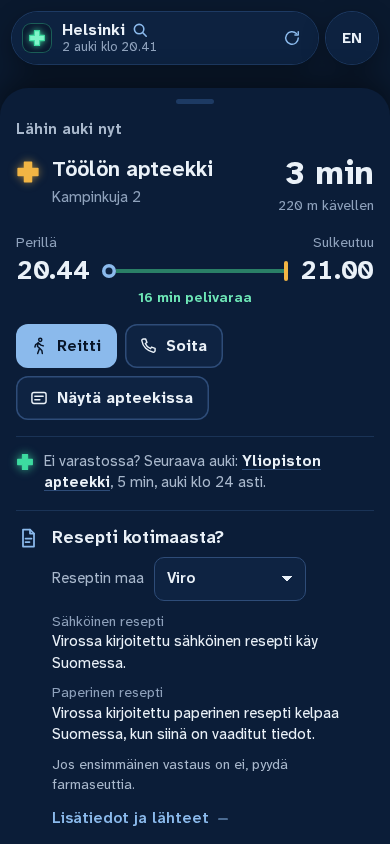 Helsinki
2 auki klo 20.41
EN
Lähin auki nyt
Töölön apteekki
3 min
Kampinkuja 2
220 m kävellen
Perillä
Sulkeutuu
20.44
21.00
16 min pelivaraa
Reitti
Soita
Näytä apteekissa
Ei varastossa? Seuraava auki: Yliopiston
apteekki, 5 min, auki klo 24 asti.
Resepti kotimaasta?
Reseptin maa
Viro
Sähköinen resepti
Virossa kirjoitettu sähköinen resepti käy
Suomessa.
Paperinen resepti
Virossa kirjoitettu paperinen resepti kelpaa
Suomessa, kun siinä on vaaditut tiedot.
Jos ensimmäinen vastaus on ei, pyydä
farmaseuttia.
Lisätiedot ja lähteet –